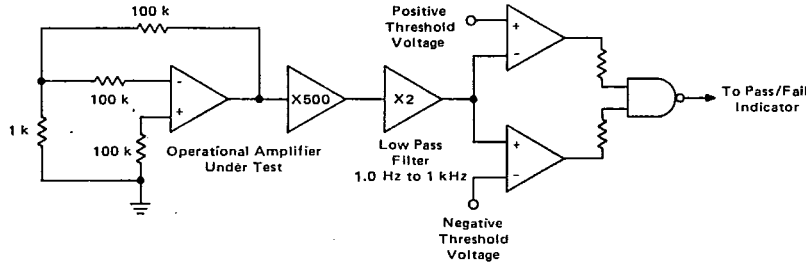 100 k
Positive
Threshold
Voltage
+
-
100 k
-
+
X500
X2
To Pass/Fail
Indicator
1 k
100 k
Operational Amplifier
Under Test
Low Pass
Filter
1.0 Hz to 1 kHz
+
-
Negative
Threshold
Voltage